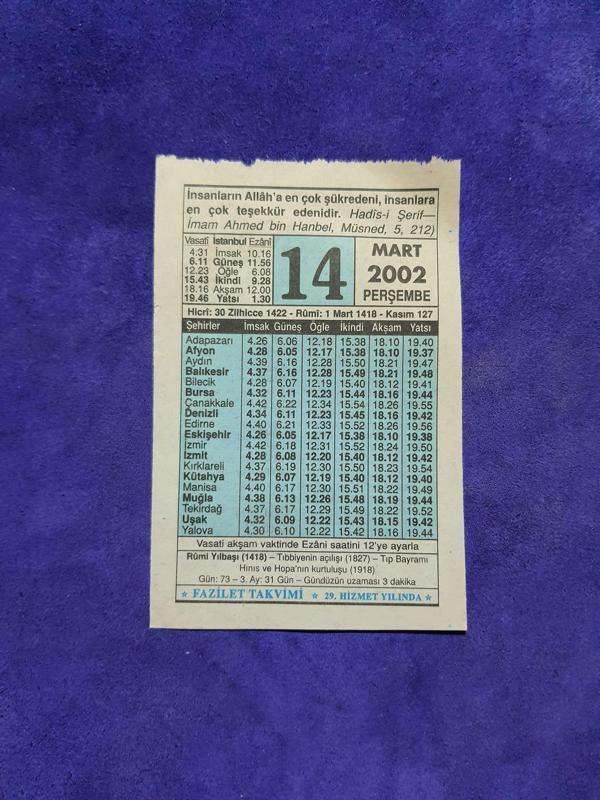 İnsanların Allâh'a en çok şükredeni, insanlara
en çok teşekkür edenidir. Hadîs-i Şerif—
İmam Ahmed bin Hanbel, Müsned, 5, 212)
Vasatî İstanbul Ezânî
4.31 İmsak 10.16
6.11 Güneş 11.56
12.23 Öğle 6.08
15.43 İkindi 9.28
18.16 Akşam 12.00
19.46 Yatsı 1.30
14
MART
2002
PERŞEMBE
Hicrî: 30 Zilhicce 1422 - Rûmî: 1 Mart 1418 - Kasım 127
Şehirler İmsak Güneş Öğle İkindi Akşam Yatsı
Adapazarı 4.26 6.06 12.18 15.38 18.10 19.40
Afyon 4.28 6.05 12.17 15.38 18.10 19.37
Aydın 4.39 6.16 12.28 15.50 18.21 19.47
Balıkesir 4.37 6.16 12.28 15.49 18.21 19.48
Bilecik 4.28 6.07 12.19 15.40 18.12 19.41
Bursa 4.32 6.11 12.23 15.44 18.16 19.44
Çanakkale 4.42 6.22 12.34 15.54 18.26 19.55
Denizli 4.34 6.11 12.23 15.45 18.16 19.42
Edirne 4.40 6.21 12.33 15.52 18.26 19.56
Eskişehir 4.26 6.05 12.17 15.38 18.10 19.38
İzmir 4.42 6.18 12.31 15.52 18.24 19.50
İzmit 4.28 6.08 12.20 15.40 18.12 19.42
Kırklareli 4.37 6.19 12.30 15.50 18.23 19.54
Kütahya 4.29 6.07 12.19 15.40 18.12 19.40
Manisa 4.40 6.17 12.30 15.51 18.22 19.49
Muğla 4.38 6.13 12.26 15.48 18.19 19.44
Tekirdağ 4.37 6.17 12.29 15.49 18.22 19.52
Uşak 4.32 6.09 12.22 15.43 18.15 19.42
Yalova 4.30 6.10 12.22 15.42 18.16 19.44
Vasati akşam vaktinde Ezâni saatini 12'ye ayarla
Rûmi Yılbaşı (1418) – Tıbbiyenin açılışı (1827) – Tıp Bayramı
Hınıs ve Hopa'nın kurtuluşu (1918)
Gün: 73 – 3. Ay: 31 Gün – Gündüzün uzaması 3 dakika
★ FAZİLET TAKVİMİ ★ 29. HİZMET YILINDA ★